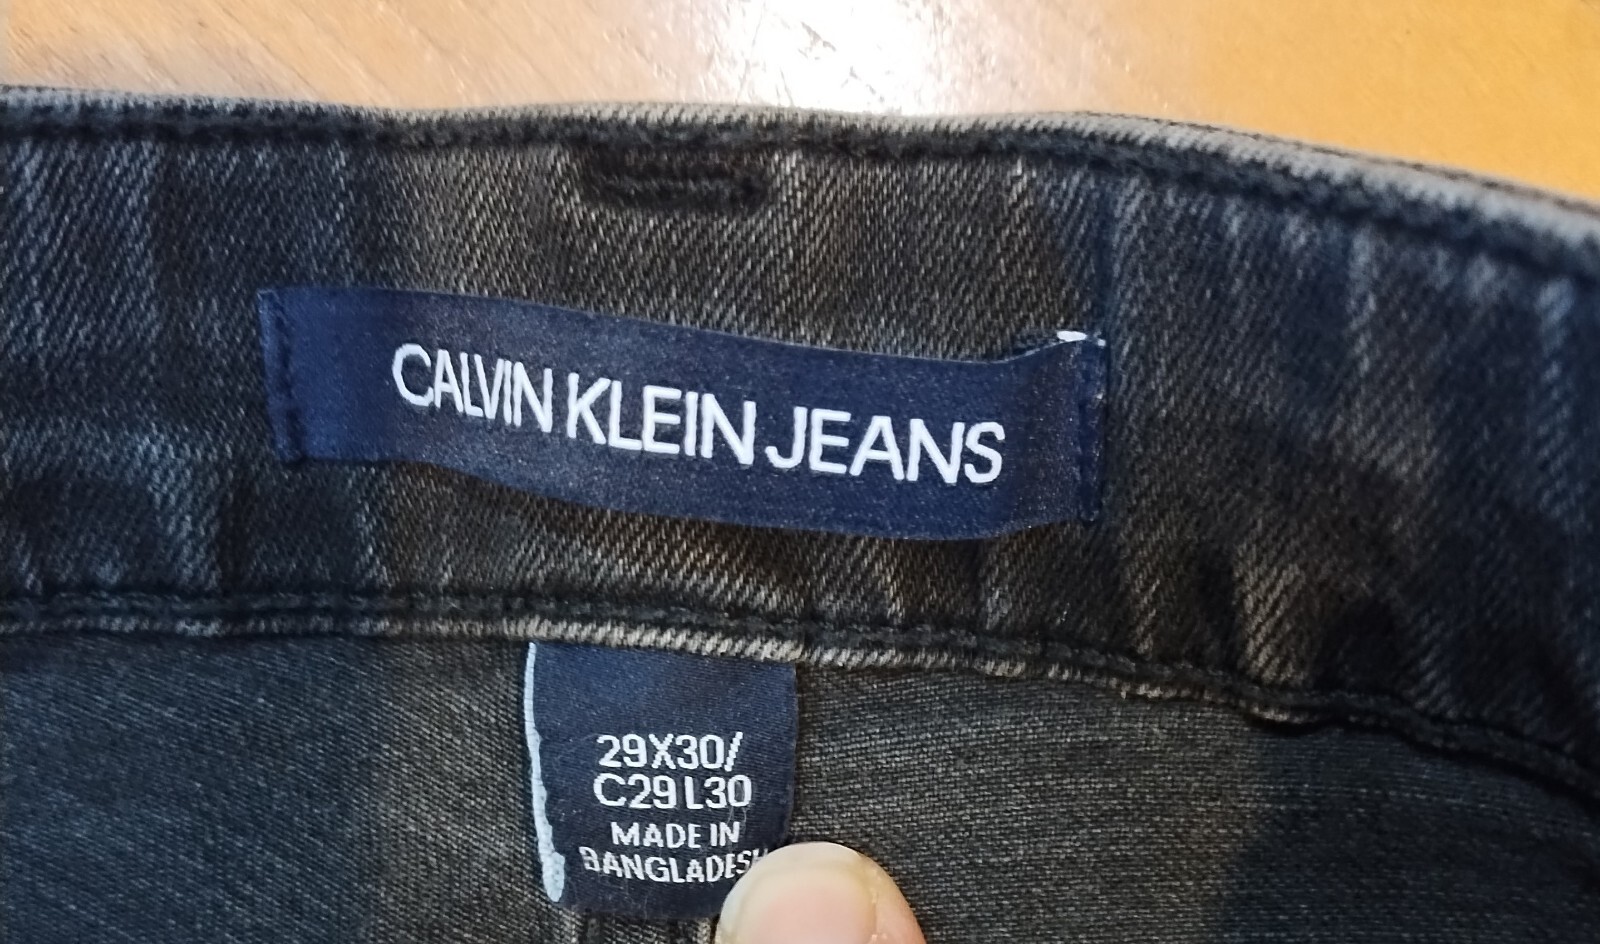 CALVIN KLEIN JEANS
29X30/
C29 L30
MADE IN
BANGLADESH